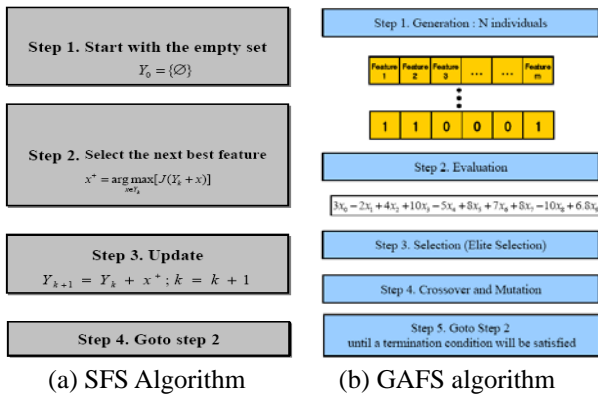 Step 1. Start with the empty set
Y₀ = {∅}
Step 2. Select the next best feature
x⁺ = arg max[J(Yₖ + x)]
x∉Yₖ
Step 3. Update
Yₖ₊₁ = Yₖ + x⁺ ; k = k + 1
Step 4. Goto step 2
(a) SFS Algorithm
Step 1. Generation : N individuals
Feature 1 Feature 2 Feature 3 ... ... Feature m
1 1 0 0 0 1
Step 2. Evaluation
3x₀ − 2x₁ + 4x₂ + 10x₃ − 5x₄ + 8x₅ + 7x₆ + 8x₇ − 10x₈ + 6.8x₉
Step 3. Selection (Elite Selection)
Step 4. Crossover and Mutation
Step 5. Goto Step 2
until a termination condition will be satisfied
(b) GAFS algorithm